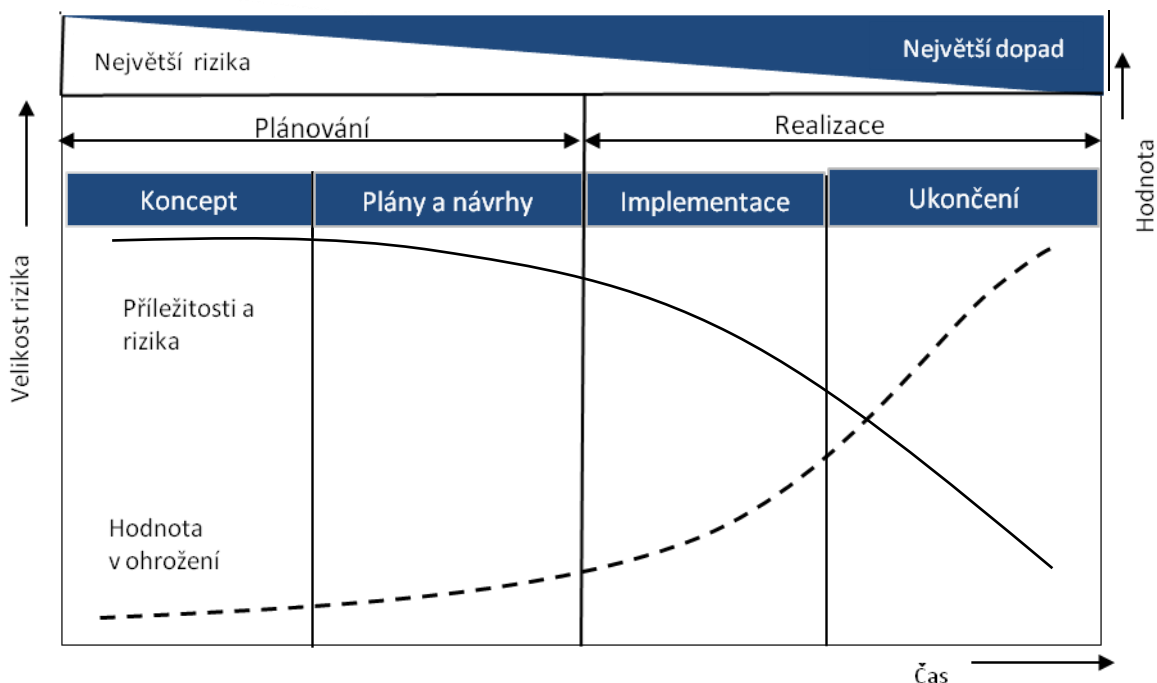 Největší rizika
Největší dopad
Plánování
Realizace
Koncept
Plány a návrhy
Implementace
Ukončení
Velikost rizika
Hodnota
Příležitosti a
rizika
Hodnota
v ohrožení
Čas